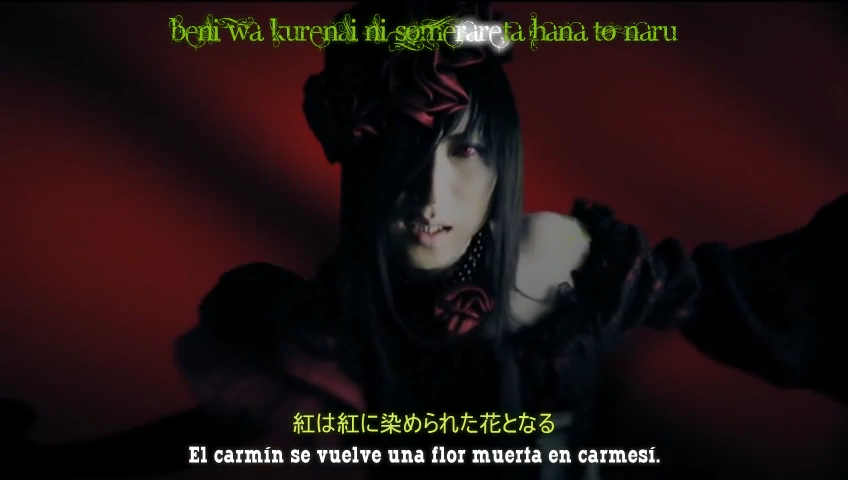 beni wa kurenai ni somerareta hana to naru
紅は紅に染められた花となる
El carmín se vuelve una flor muerta en carmesí.